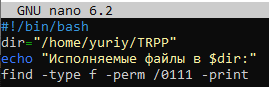 GNU nano 6.2
#!/bin/bash
dir="/home/yuriy/TRPP"
echo "Исполняемые файлы в $dir:"
find -type f -perm /0111 -print